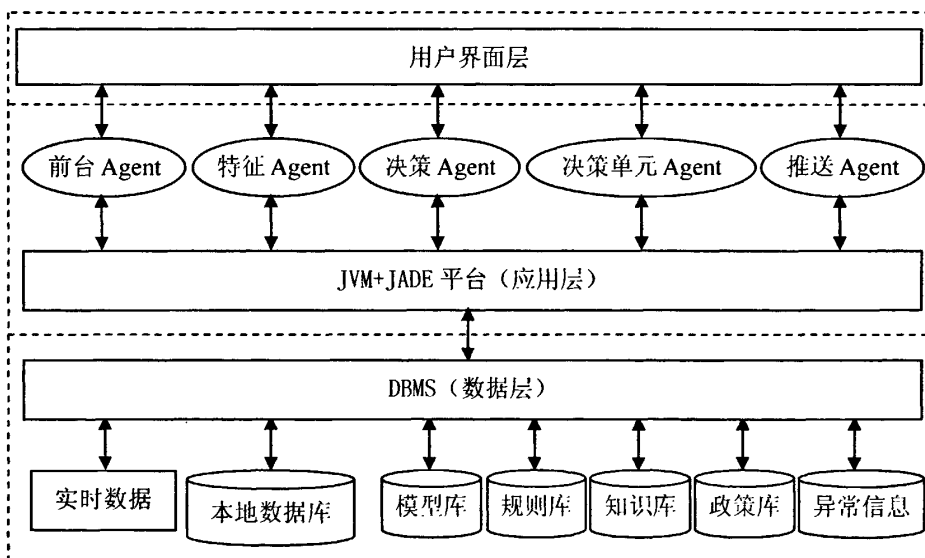 用户界面层
前台 Agent
特征 Agent
决策 Agent
决策单元 Agent
推送 Agent
JVM+JADE 平台（应用层）
DBMS（数据层）
实时数据
本地数据库
模型库
规则库
知识库
政策库
异常信息